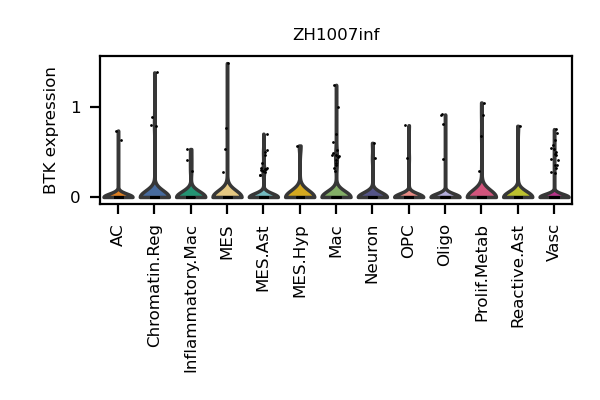 ZH1007inf
BTK expression
1
0
AC
Chromatin.Reg
Inflammatory.Mac
MES
MES.Ast
MES.Hyp
Mac
Neuron
OPC
Oligo
Prolif.Metab
Reactive.Ast
Vasc